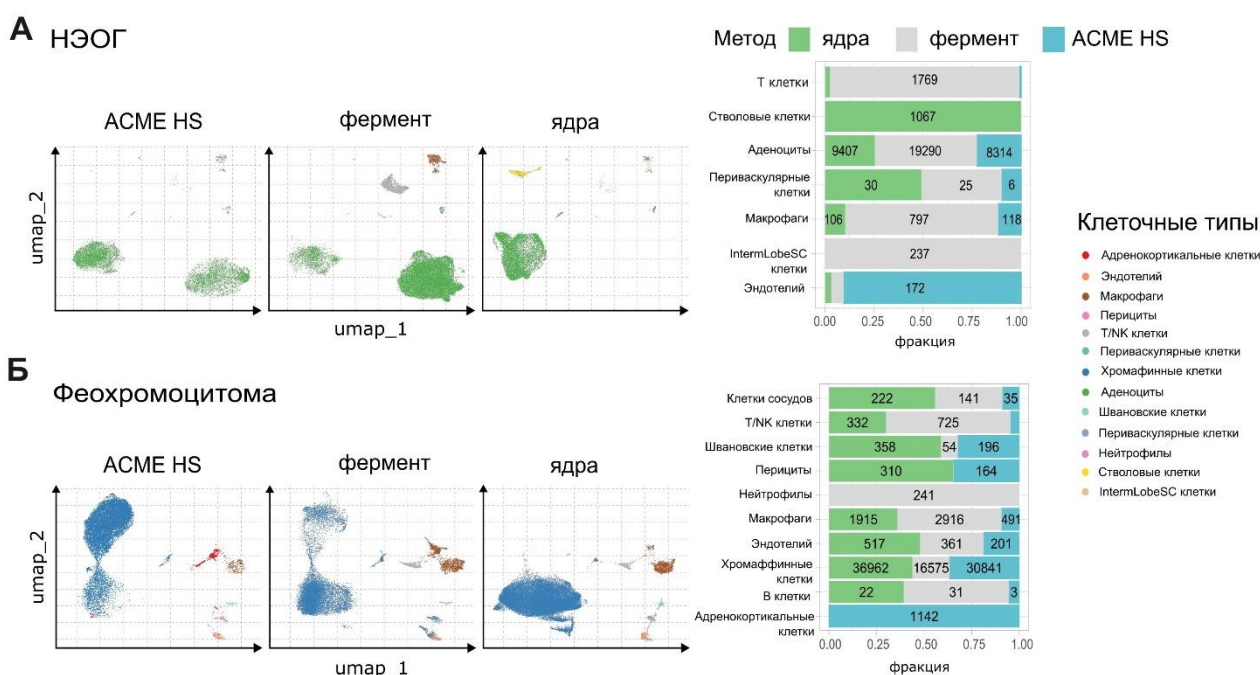 А НЭОГ
ACME HS
фермент
ядра
umap_2
umap_1
Метод ядра фермент ACME HS
Т клетки
1769
Стволовые клетки
1067
Аденоциты
9407 19290 8314
Периваскулярные
клетки
30 25 6
Макрофаги
106 797 118
IntermLobeSC
клетки
237
Эндотелий
172
0.00 0.25 0.50 0.75 1.00
фракция
Клеточные типы
Адренокортикальные клетки
Эндотелий
Макрофаги
Перициты
T/NK клетки
Периваскулярные клетки
Хромафинные клетки
Аденоциты
Швановские клетки
Периваскулярные клетки
Нейтрофилы
Стволовые клетки
IntermLobeSC клетки
Б Феохромоцитома
ACME HS
фермент
ядра
umap_2
umap_1
Клетки сосудов
222 141 35
T/NK клетки
332 725
Швановские клетки
358 54 196
Перициты
310 164
Нейтрофилы
241
Макрофаги
1915 2916 491
Эндотелий
517 361 201
Хромаффинные
клетки
36962 16575 30841
В клетки
22 31 3
Адренокортикальные
клетки
1142
0.00 0.25 0.50 0.75 1.00
фракция